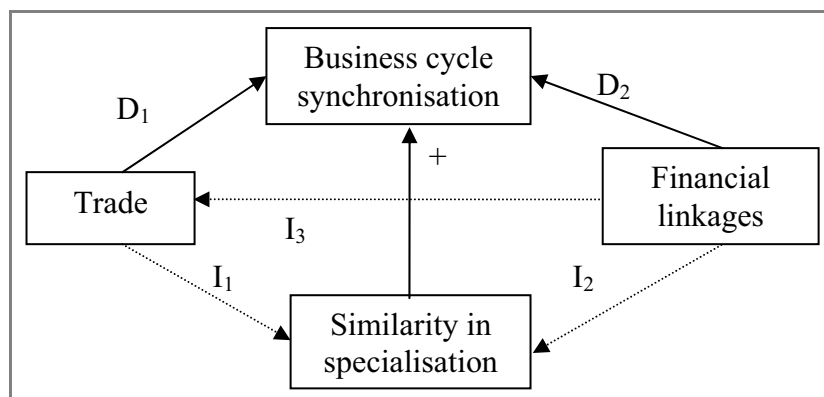 Business cycle
synchronisation
D₁
D₂
+
Trade
Financial
linkages
I₃
I₁
I₂
Similarity in
specialisation